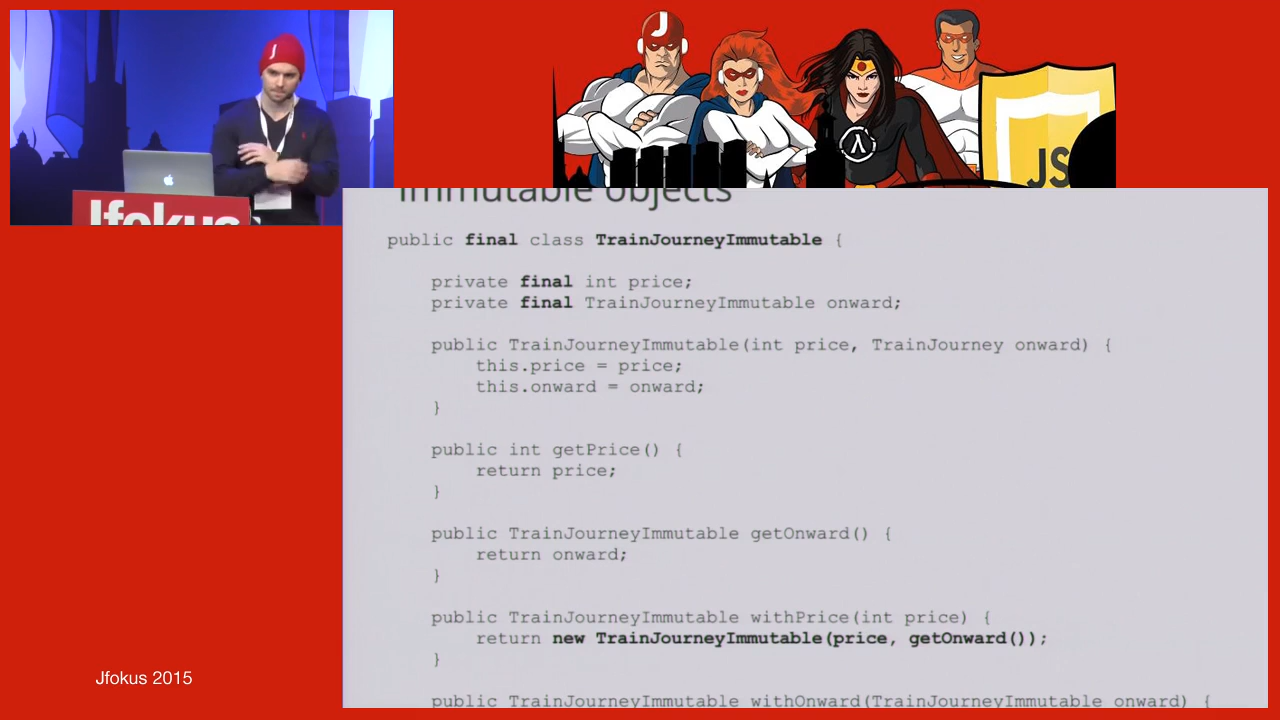 J
Jfokus
J
λ
JS
Immutable objects
public final class TrainJourneyImmutable {
private final int price;
private final TrainJourneyImmutable onward;
public TrainJourneyImmutable(int price, TrainJourney onward) {
this.price = price;
this.onward = onward;
}
public int getPrice() {
return price;
}
public TrainJourneyImmutable getOnward() {
return onward;
}
public TrainJourneyImmutable withPrice(int price) {
return new TrainJourneyImmutable(price, getOnward());
}
public TrainJourneyImmutable withOnward(TrainJourneyImmutable onward) {
Jfokus 2015